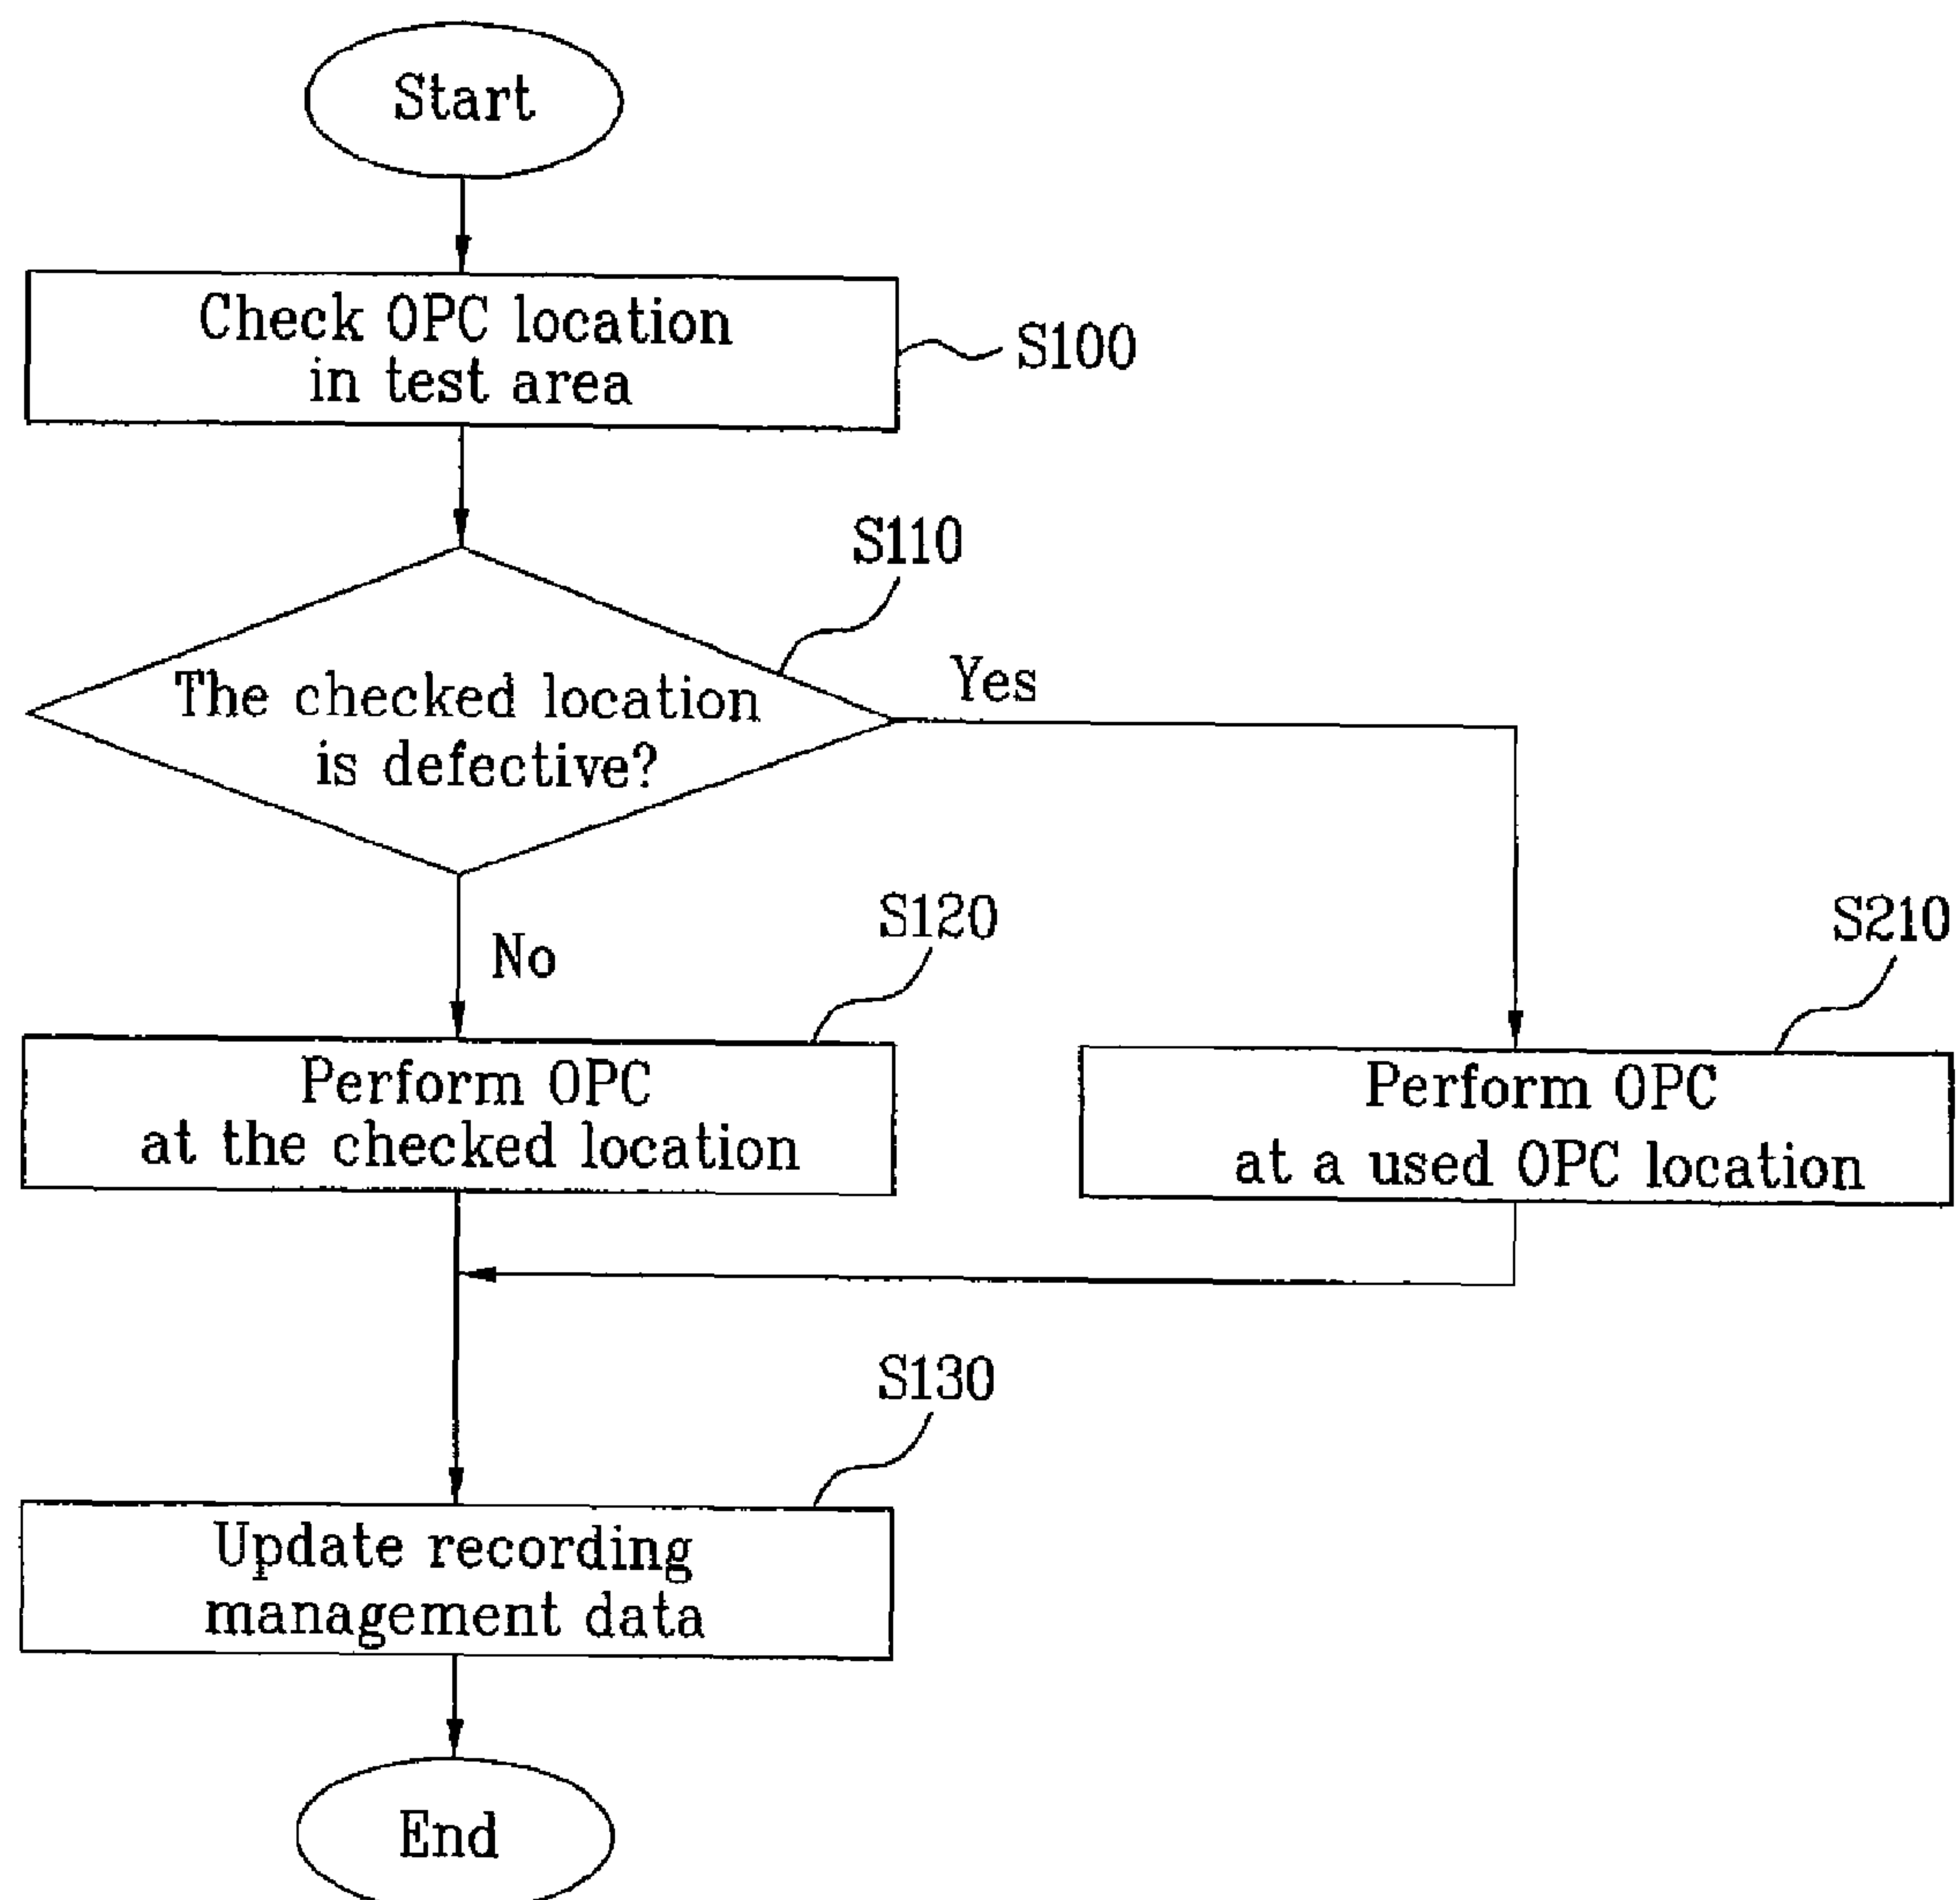 Start
Check OPC location
in test area
S100
S110
The checked location
is defective?
Yes
No
S120
Perform OPC
at the checked location
S210
Perform OPC
at a used OPC location
S130
Update recording
management data
End